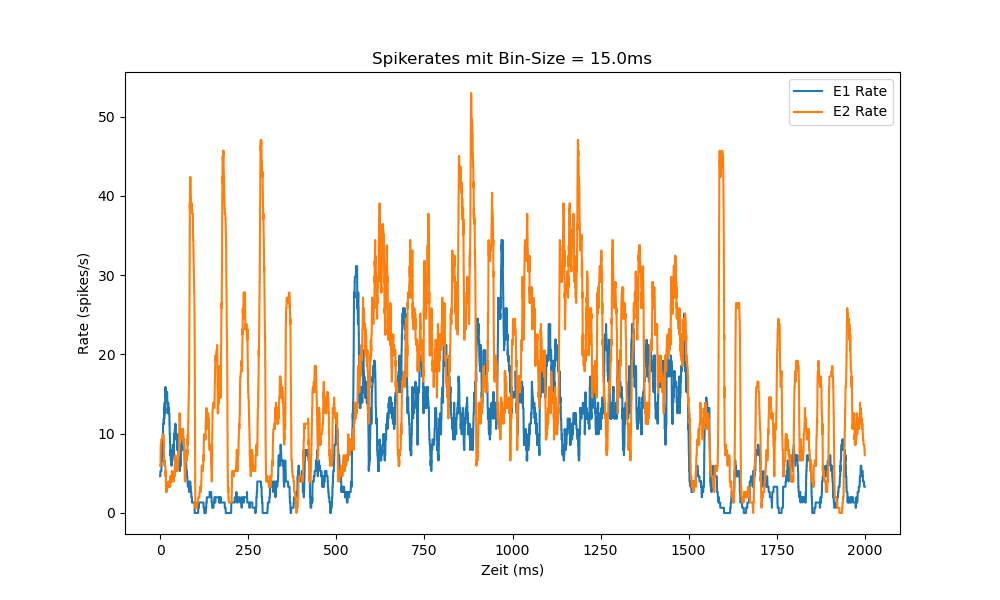 Spikerates mit Bin-Size = 15.0ms
E1 Rate
E2 Rate
Rate (spikes/s)
50
40
30
20
10
0
0 250 500 750 1000 1250 1500 1750 2000
Zeit (ms)